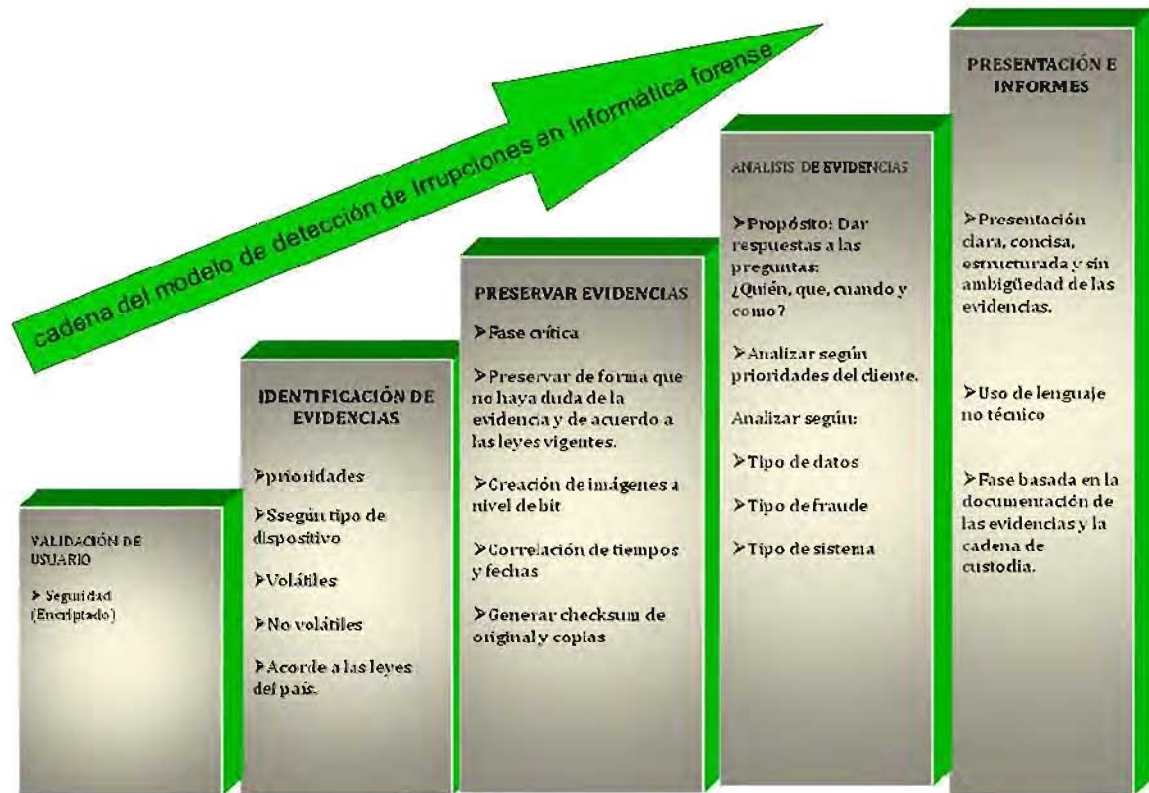 cadena del modelo de detección de Irrupciones en Informática forense
VALIDACIÓN DE
USUARIO
➤ Seguridad
(Encriptado)
IDENTIFICACIÓN DE
EVIDENCIAS
➤prioridades
➤Ssegún tipo de
dispositivo
➤Volátiles
➤No volátiles
➤Acorde a las leyes
del país.
PRESERVAR EVIDENCIAS
➤Fase crítica
➤Preservar de forma que
no haya duda de la
evidencia y de acuerdo a
las leyes vigentes.
➤Creación de imágenes a
nivel de bit
➤Correlación de tiempos
y fechas
➤Generar checksum de
original y copias
ANALISIS DE EVIDENCIAS
➤Propósito: Dar
respuestas a las
preguntas:
¿Quién, que, cuando y
como?
➤Analizar según
prioridades del cliente.
Analizar según:
➤Tipo de datos
➤Tipo de fraude
➤Tipo de sistema
PRESENTACIÓN E
INFORMES
➤Presentación
clara, concisa,
estructurada y sin
ambigüedad de las
evidencias.
➤Uso de lenguaje
no técnico
➤Fase basada en la
documentación de
las evidencias y la
cadena de
custodia.